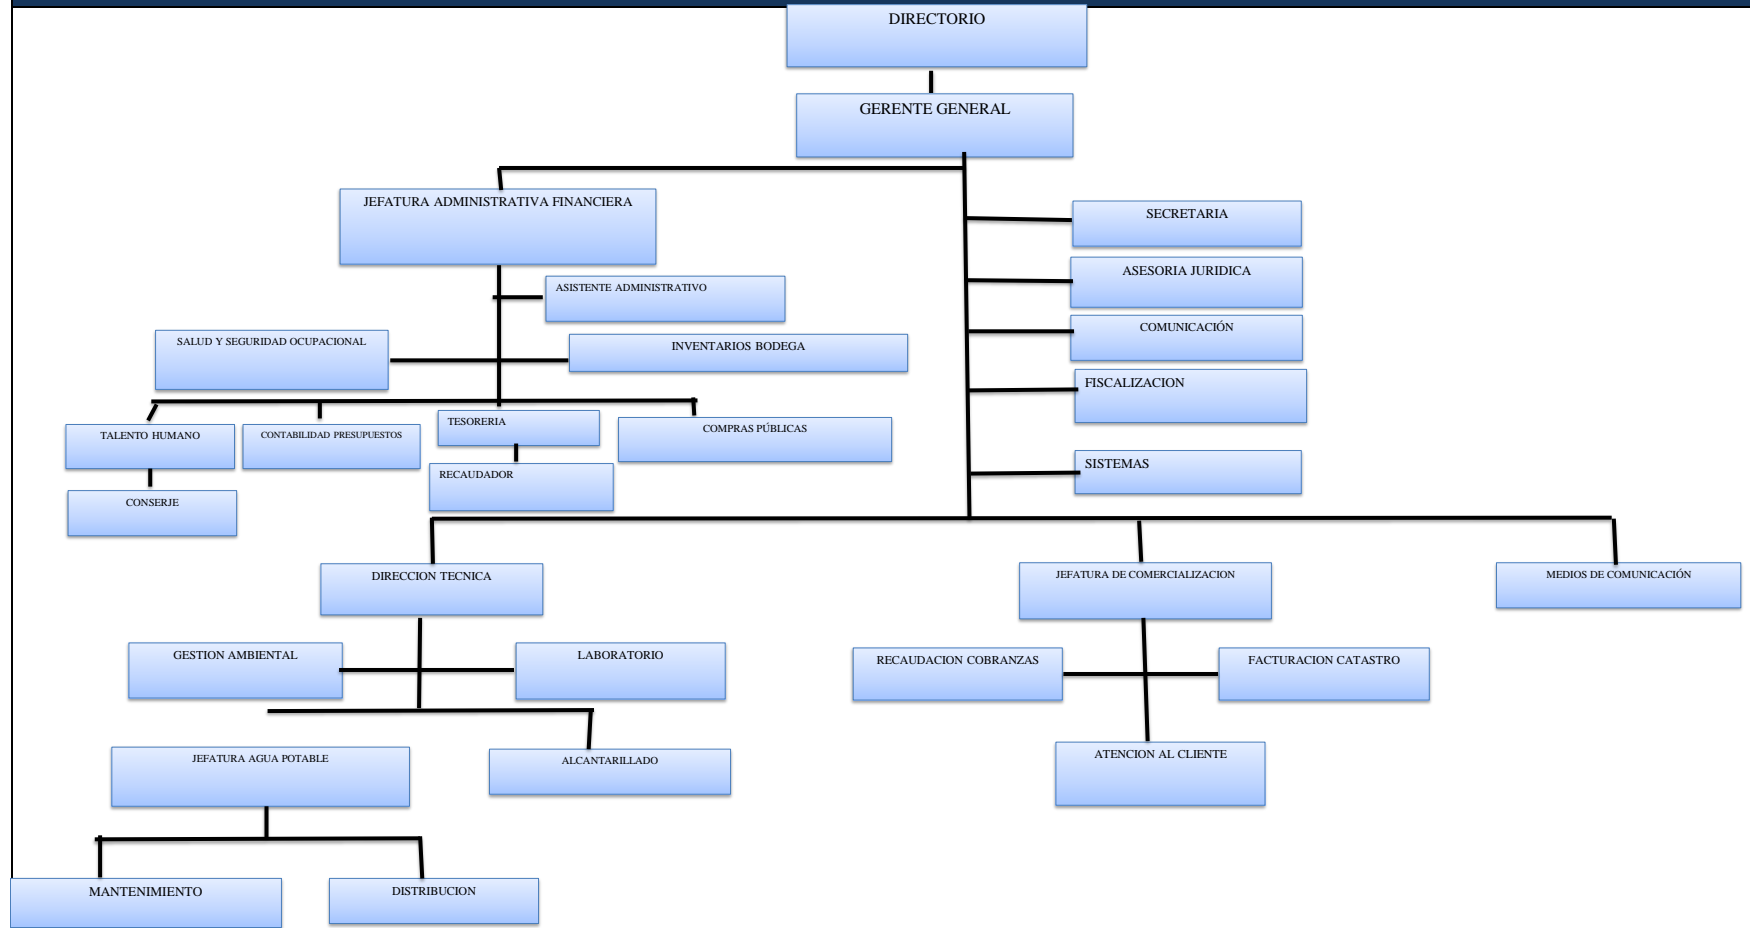 DIRECTORIO
GERENTE GENERAL
JEFATURA ADMINISTRATIVA FINANCIERA
SECRETARIA
ASESORIA JURIDICA
ASISTENTE ADMINISTRATIVO
COMUNICACIÓN
SALUD Y SEGURIDAD OCUPACIONAL
INVENTARIOS BODEGA
FISCALIZACION
TALENTO HUMANO
CONTABILIDAD PRESUPUESTOS
TESORERIA
COMPRAS PÚBLICAS
SISTEMAS
RECAUDADOR
CONSERJE
DIRECCION TECNICA
JEFATURA DE COMERCIALIZACION
MEDIOS DE COMUNICACIÓN
GESTION AMBIENTAL
LABORATORIO
RECAUDACION COBRANZAS
FACTURACION CATASTRO
JEFATURA AGUA POTABLE
ALCANTARILLADO
ATENCION AL CLIENTE
MANTENIMIENTO
DISTRIBUCION